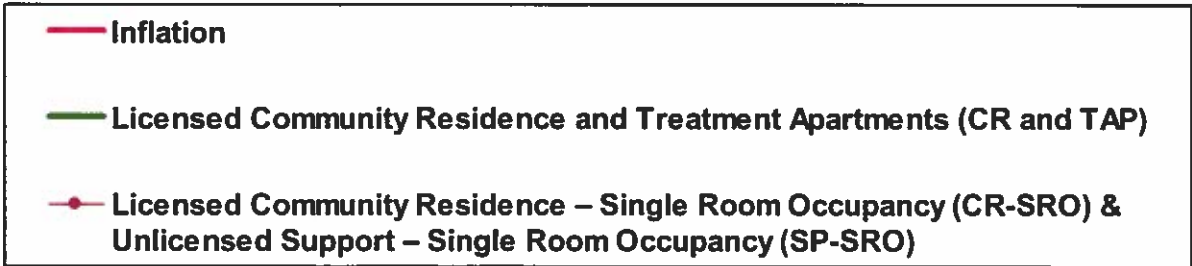 Inflation
Licensed Community Residence and Treatment Apartments (CR and TAP)
Licensed Community Residence – Single Room Occupancy (CR-SRO) &
Unlicensed Support – Single Room Occupancy (SP-SRO)